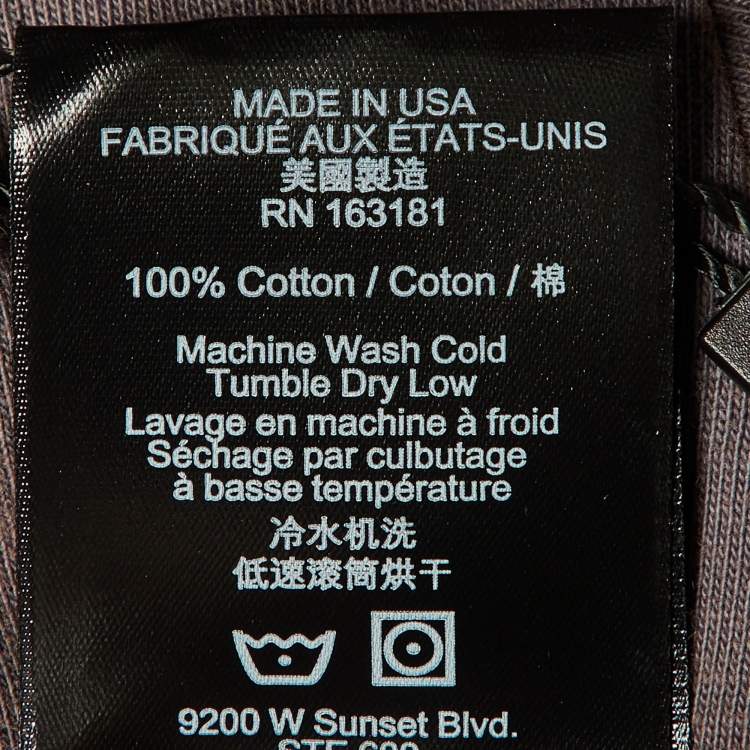 MADE IN USA
FABRIQUÉ AUX ÉTATS-UNIS
美國製造
RN 163181
100% Cotton / Coton / 棉
Machine Wash Cold
Tumble Dry Low
Lavage en machine à froid
Séchage par culbutage
à basse température
冷水机洗
低速滚筒烘干
9200 W Sunset Blvd.